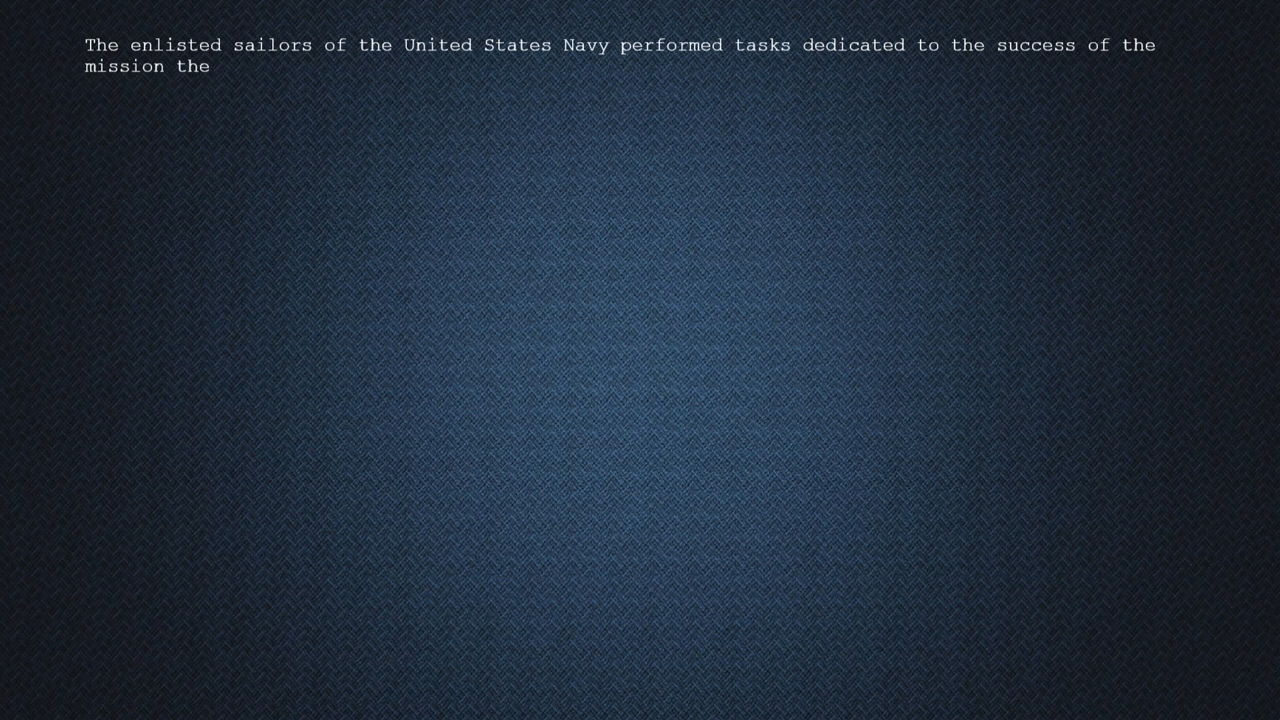 The enlisted sailors of the United States Navy performed tasks dedicated to the success of the
mission the